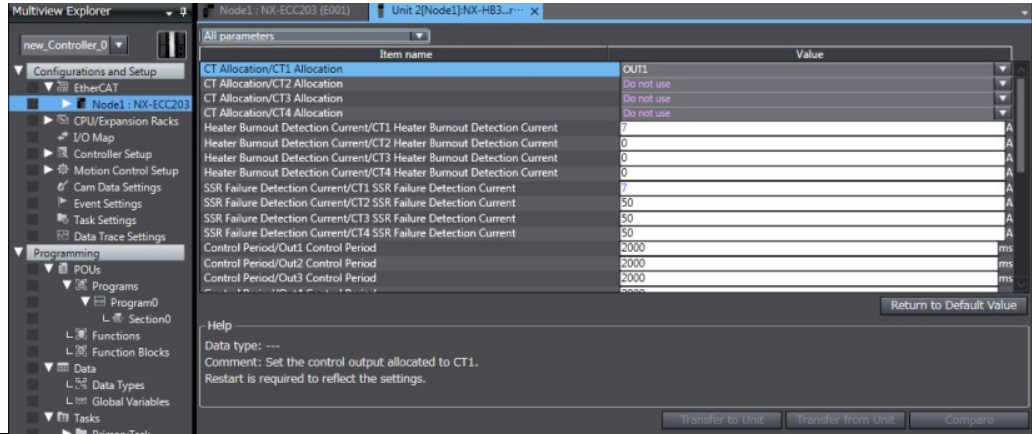 Multiview Explorer
new_Controller_0
Configurations and Setup
EtherCAT
Node1 : NX-ECC203
CPU/Expansion Racks
I/O Map
Controller Setup
Motion Control Setup
Cam Data Settings
Event Settings
Task Settings
Data Trace Settings
Programming
POUs
Programs
Program0
Section0
Functions
Function Blocks
Data
Data Types
Global Variables
Tasks
PrimaryTask
Node1 : NX-ECC203 (E001)
Unit 2[Node1]:NX-HB3...r...
All parameters
Item name Value
CT Allocation/CT1 Allocation OUT1
CT Allocation/CT2 Allocation Do not use
CT Allocation/CT3 Allocation Do not use
CT Allocation/CT4 Allocation Do not use
Heater Burnout Detection Current/CT1 Heater Burnout Detection Current 7 A
Heater Burnout Detection Current/CT2 Heater Burnout Detection Current 0 A
Heater Burnout Detection Current/CT3 Heater Burnout Detection Current 0 A
Heater Burnout Detection Current/CT4 Heater Burnout Detection Current 0 A
SSR Failure Detection Current/CT1 SSR Failure Detection Current 7 A
SSR Failure Detection Current/CT2 SSR Failure Detection Current 50 A
SSR Failure Detection Current/CT3 SSR Failure Detection Current 50 A
SSR Failure Detection Current/CT4 SSR Failure Detection Current 50 A
Control Period/Out1 Control Period 2000 ms
Control Period/Out2 Control Period 2000 ms
Control Period/Out3 Control Period 2000 ms
Return to Default Value
Help
Data type: ---
Comment: Set the control output allocated to CT1.
Restart is required to reflect the settings.
Transfer to Unit Transfer from Unit Compare